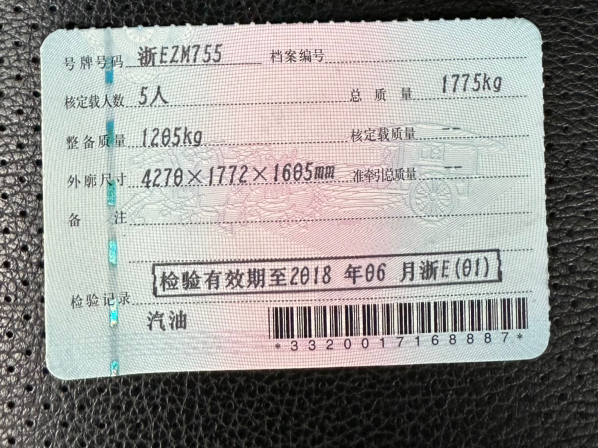 号牌号码 浙EZM755 档案编号
核定载人数 5人 总质量 1775kg
整备质量 1205kg 核定载质量 --
外廓尺寸 4270×1772×1605mm 准牵引总质量 --
备注
检验有效期至2018 年06 月浙E(01)
检验记录
汽油
*3320017168887*